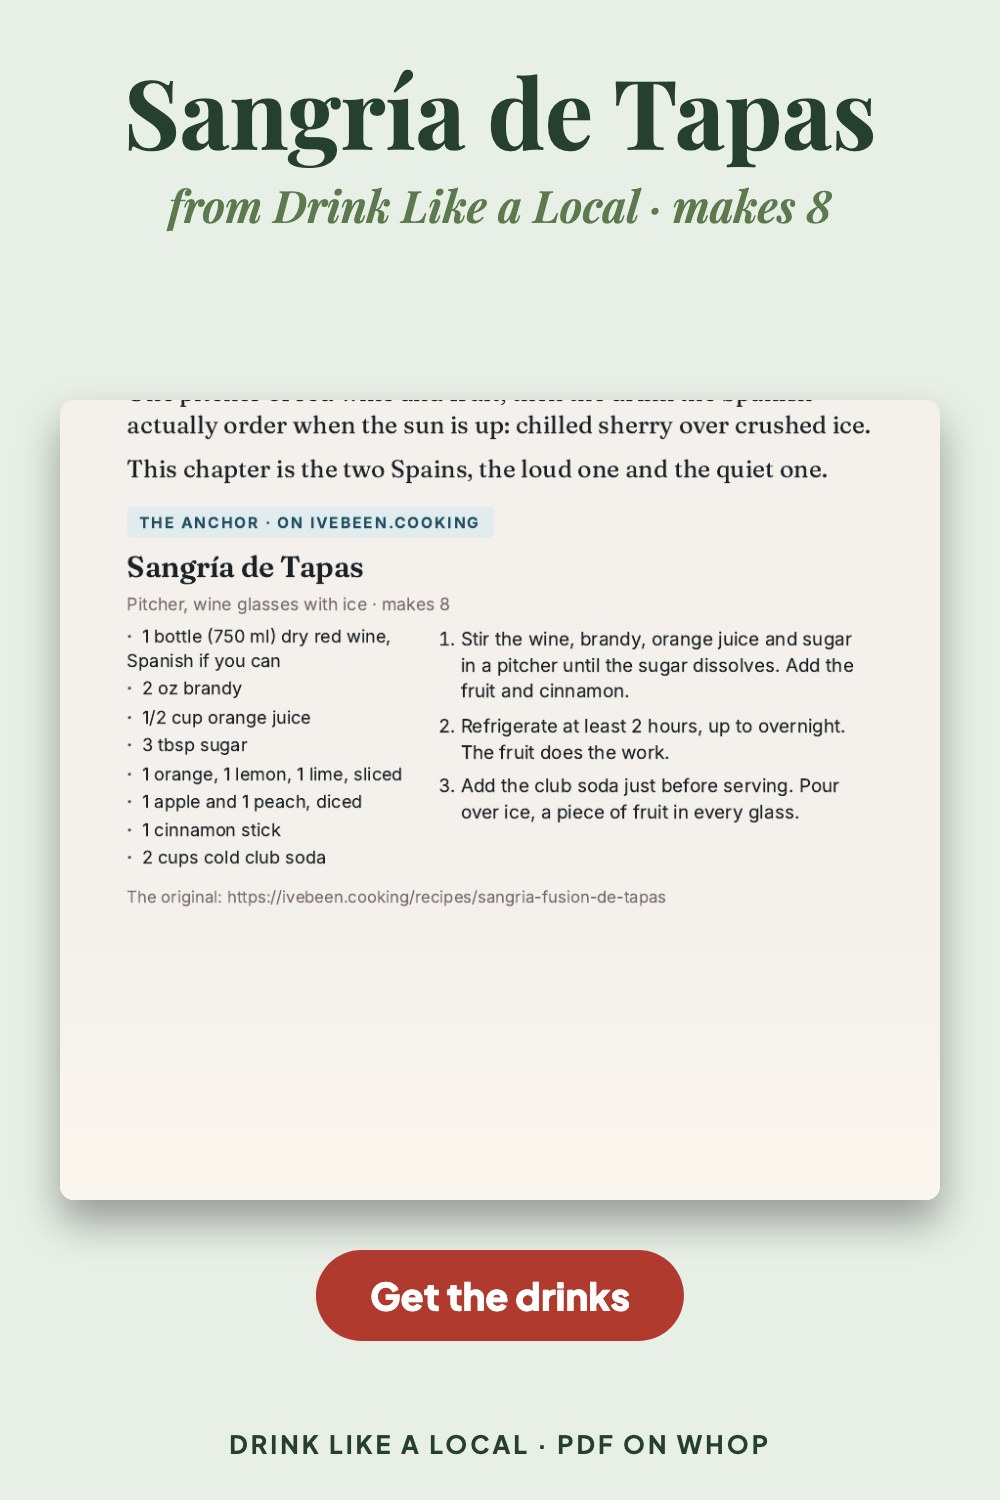 Sangría de Tapas
from Drink Like a Local · makes 8
actually order when the sun is up: chilled sherry over crushed ice.
This chapter is the two Spains, the loud one and the quiet one.
THE ANCHOR · ON IVEBEEN.COOKING
Sangría de Tapas
Pitcher, wine glasses with ice · makes 8
· 1 bottle (750 ml) dry red wine,
Spanish if you can
· 2 oz brandy
· 1/2 cup orange juice
· 3 tbsp sugar
· 1 orange, 1 lemon, 1 lime, sliced
· 1 apple and 1 peach, diced
· 1 cinnamon stick
· 2 cups cold club soda
1. Stir the wine, brandy, orange juice and sugar
in a pitcher until the sugar dissolves. Add the
fruit and cinnamon.
2. Refrigerate at least 2 hours, up to overnight.
The fruit does the work.
3. Add the club soda just before serving. Pour
over ice, a piece of fruit in every glass.
The original: https://ivebeen.cooking/recipes/sangria-fusion-de-tapas
Get the drinks
DRINK LIKE A LOCAL · PDF ON WHOP